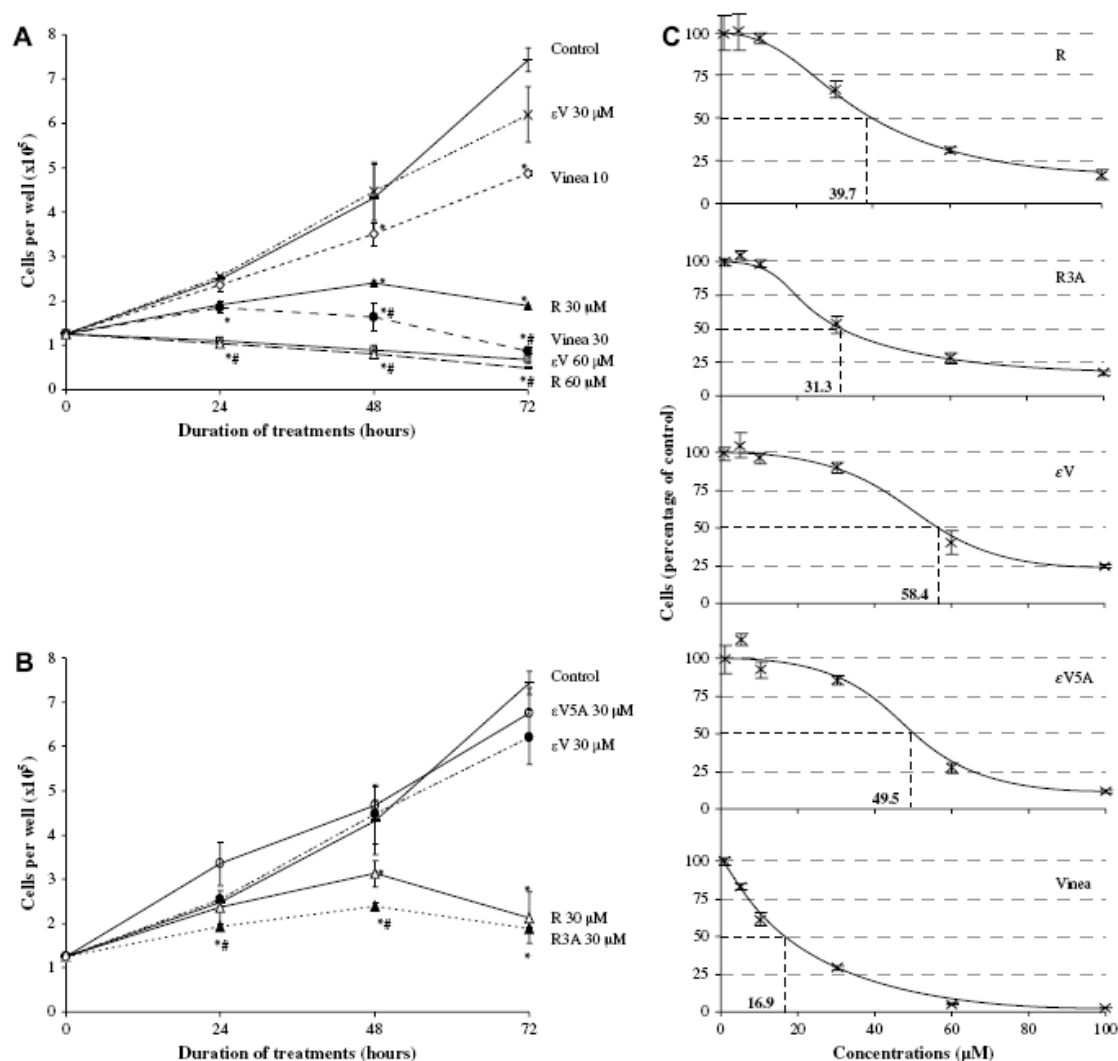 A
Cells per well (x10⁵)
8
7
6
5
4
3
2
1
0
0 24 48 72
Duration of treatments (hours)
Control
εV 30 µM
Vinea 10
R 30 µM
Vinea 30
εV 60 µM
R 60 µM
*
*
*
*
*
*#
*#
*#
*#
*#
B
Cells per well (x10⁵)
8
7
6
5
4
3
2
1
0
0 24 48 72
Duration of treatments (hours)
Control
εV5A 30 µM
εV 30 µM
R 30 µM
R3A 30 µM
*
*
*#
*#
*
C
Cells (percentage of control)
100
75
50
25
0
R
39.7
100
75
50
25
0
R3A
31.3
100
75
50
25
0
εV
58.4
100
75
50
25
0
εV5A
49.5
100
75
50
25
0
Vinea
16.9
0 20 40 60 80 100
Concentrations (µM)